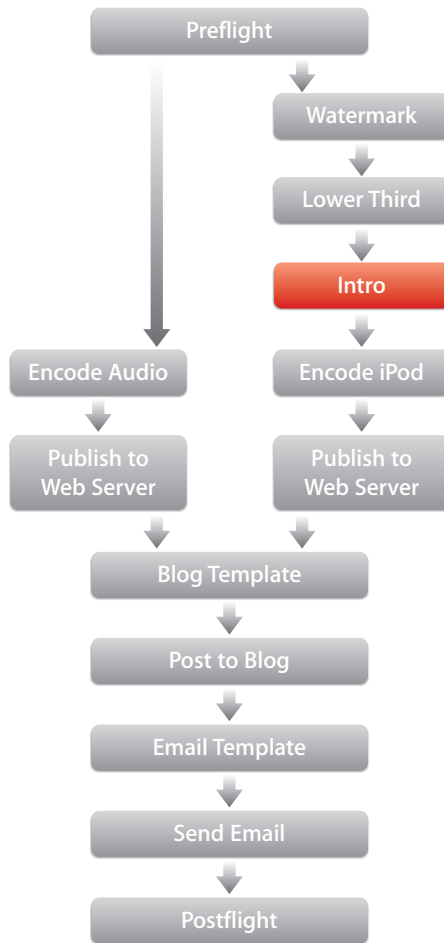 Preflight
Watermark
Lower Third
Intro
Encode Audio
Encode iPod
Publish to
Web Server
Publish to
Web Server
Blog Template
Post to Blog
Email Template
Send Email
Postflight